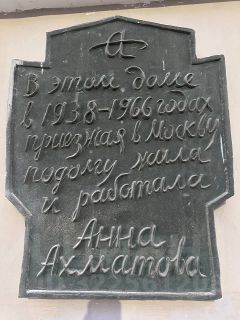 А
В этом доме
в 1938-1966 годах
приезжая в Москву
подолгу жила
и работала
Анна
Ахматова